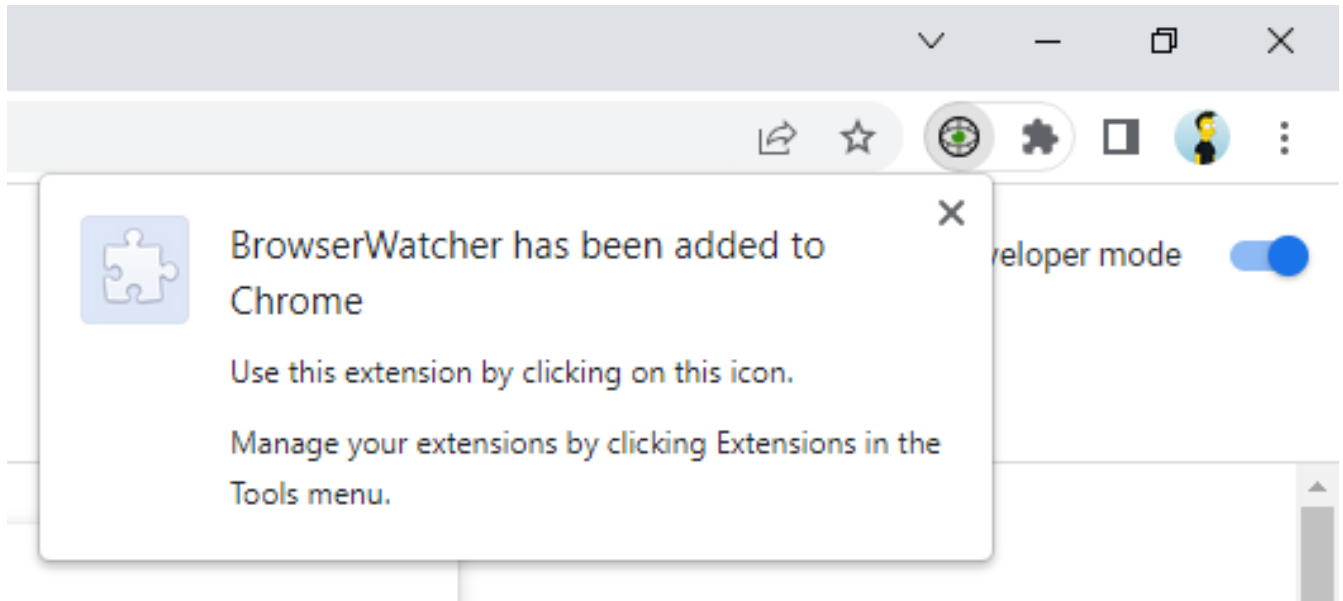 BrowserWatcher has been added to
Chrome
Use this extension by clicking on this icon.
Manage your extensions by clicking Extensions in the
Tools menu.
veloper mode